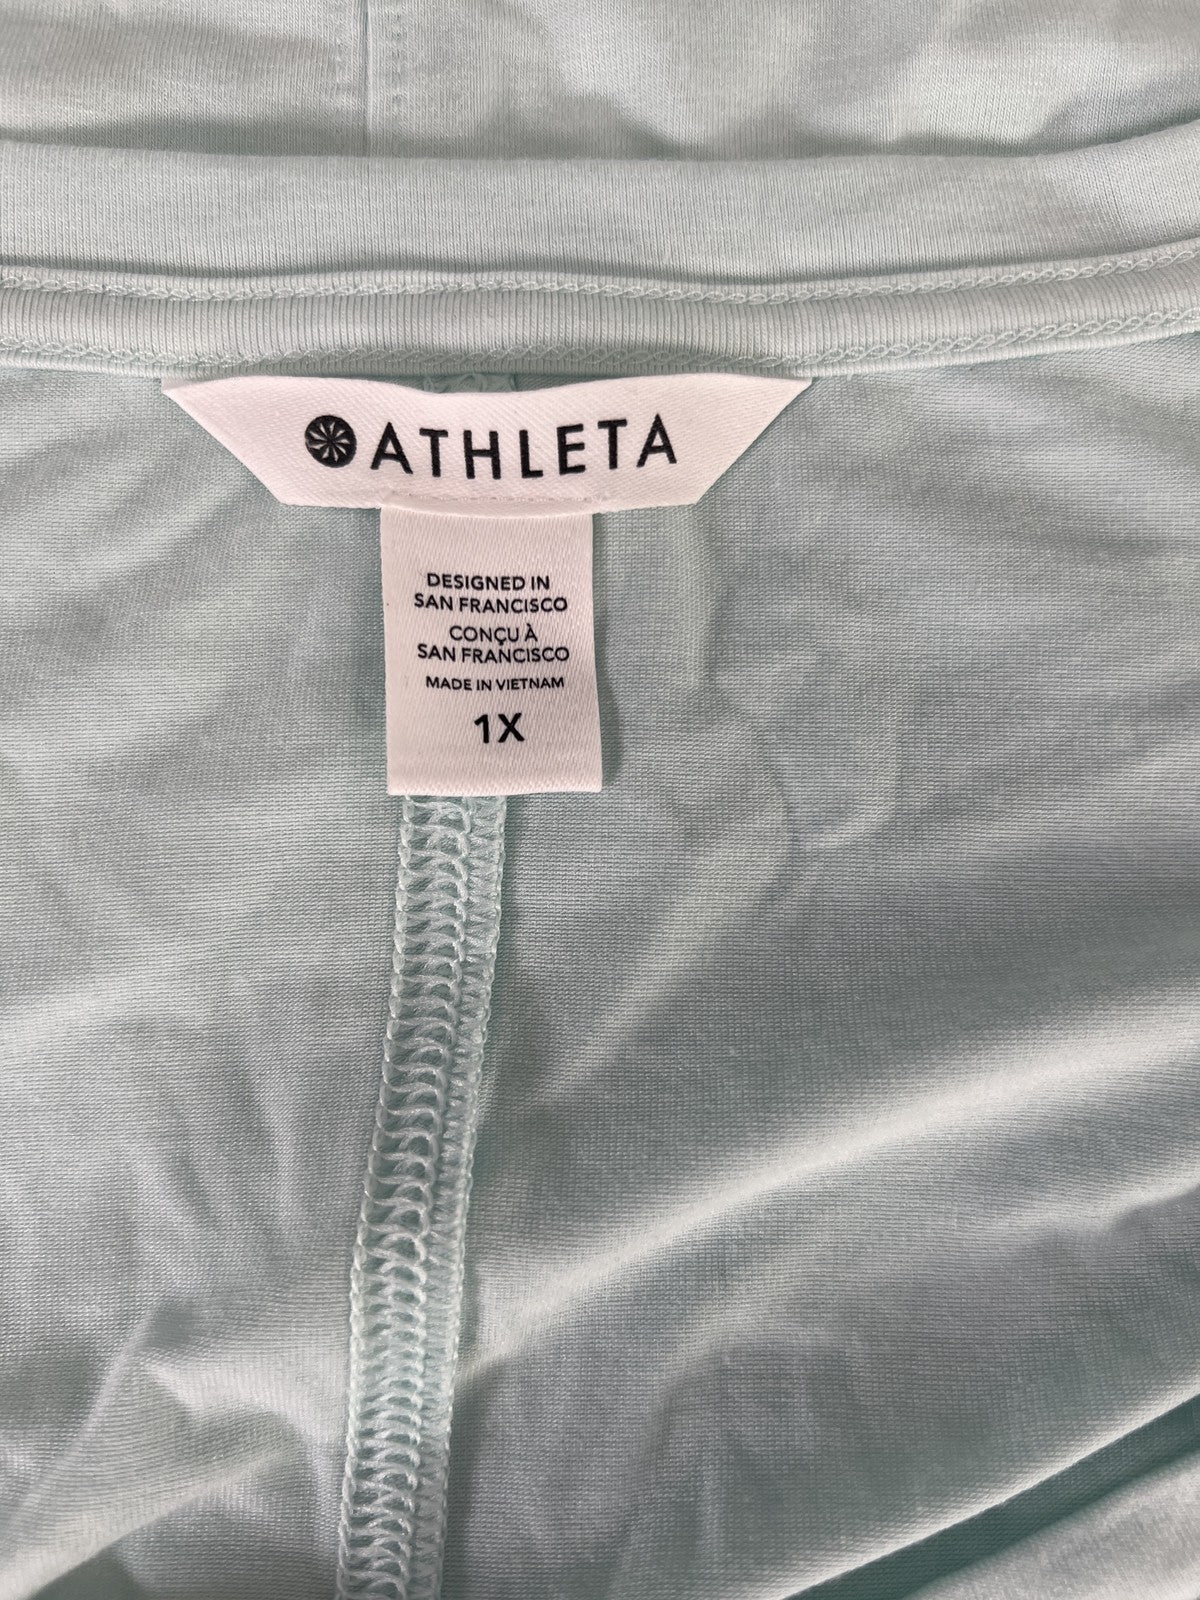 ATHLETA
DESIGNED IN
SAN FRANCISCO
CONÇU À
SAN FRANCISCO
MADE IN VIETNAM
1X